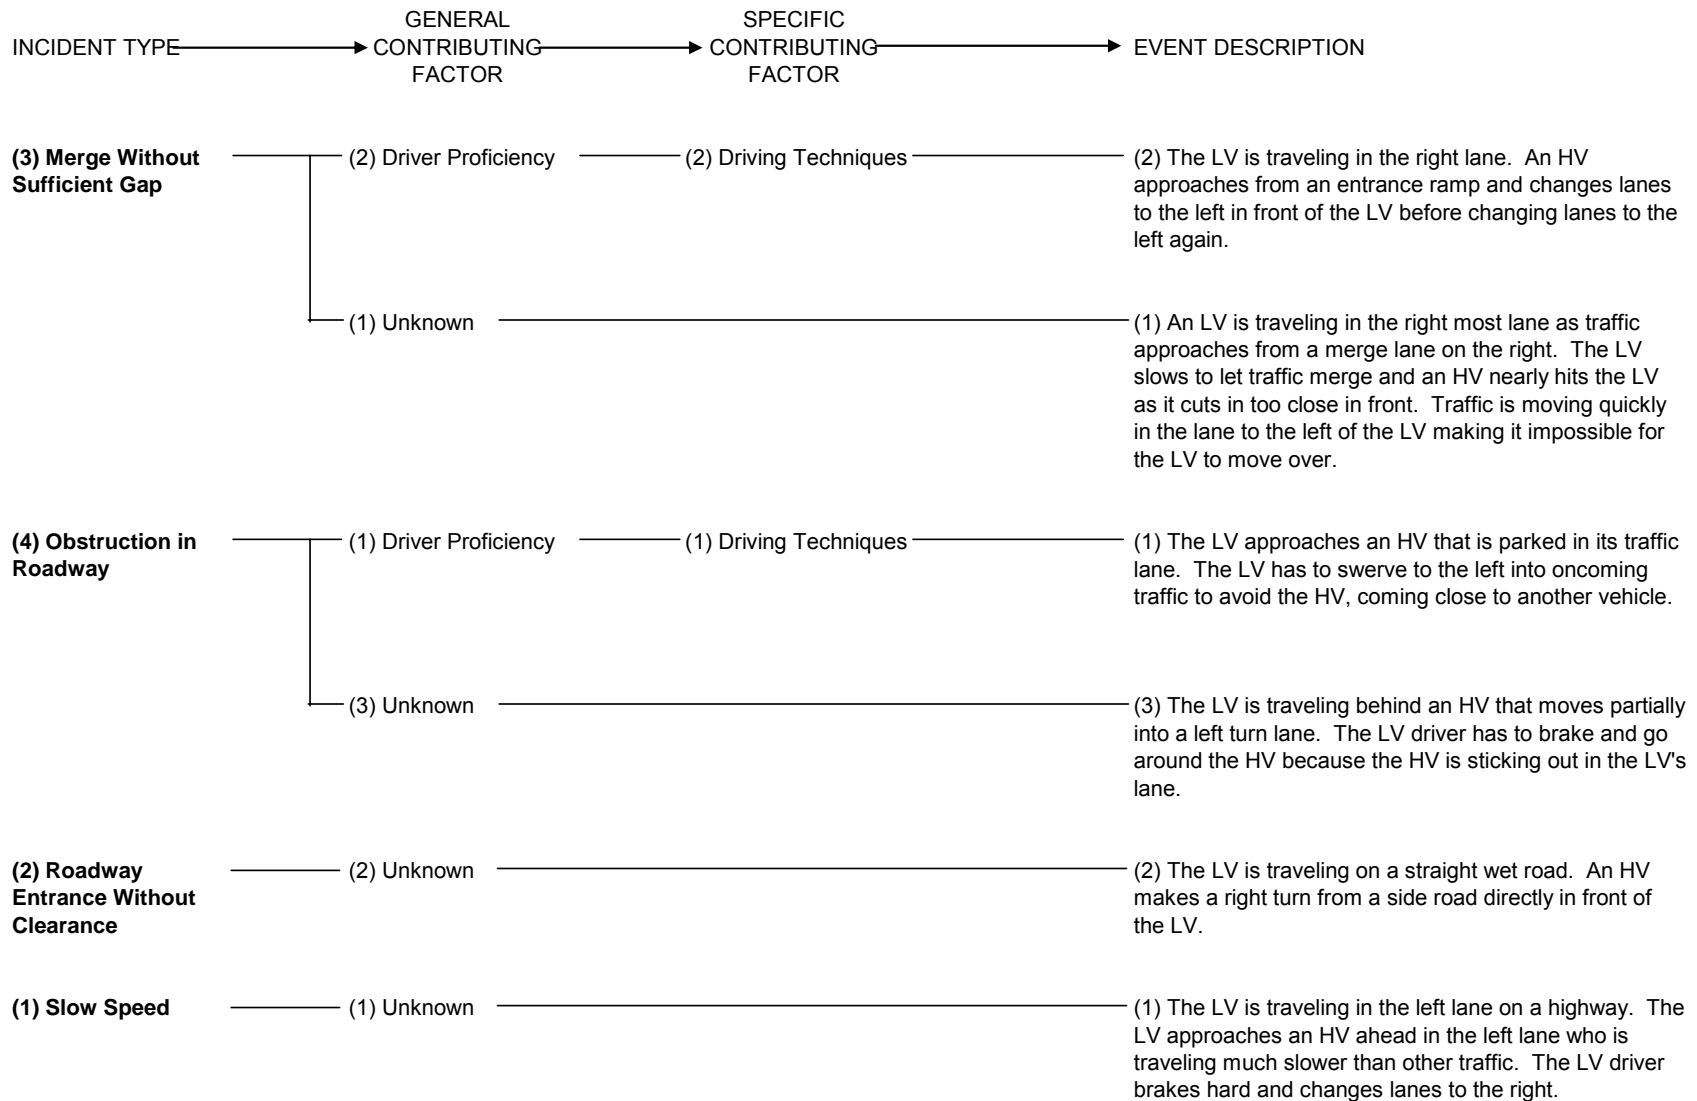 INCIDENT TYPE
GENERAL
CONTRIBUTING
FACTOR
SPECIFIC
CONTRIBUTING
FACTOR
EVENT DESCRIPTION
(3) Merge Without
Sufficient Gap
(2) Driver Proficiency
(2) Driving Techniques
(2) The LV is traveling in the right lane.  An HV
approaches from an entrance ramp and changes lanes
to the left in front of the LV before changing lanes to the
left again.
(1) Unknown
(1) An LV is traveling in the right most lane as traffic
approaches from a merge lane on the right.  The LV
slows to let traffic merge and an HV nearly hits the LV
as it cuts in too close in front.  Traffic is moving quickly
in the lane to the left of the LV making it impossible for
the LV to move over.
(4) Obstruction in
Roadway
(1) Driver Proficiency
(1) Driving Techniques
(1) The LV approaches an HV that is parked in its traffic
lane.  The LV has to swerve to the left into oncoming
traffic to avoid the HV, coming close to another vehicle.
(3) Unknown
(3) The LV is traveling behind an HV that moves partially
into a left turn lane.  The LV driver has to brake and go
around the HV because the HV is sticking out in the LV's
lane.
(2) Roadway
Entrance Without
Clearance
(2) Unknown
(2) The LV is traveling on a straight wet road.  An HV
makes a right turn from a side road directly in front of
the LV.
(1) Slow Speed
(1) Unknown
(1) The LV is traveling in the left lane on a highway.  The
LV approaches an HV ahead in the left lane who is
traveling much slower than other traffic.  The LV driver
brakes hard and changes lanes to the right.